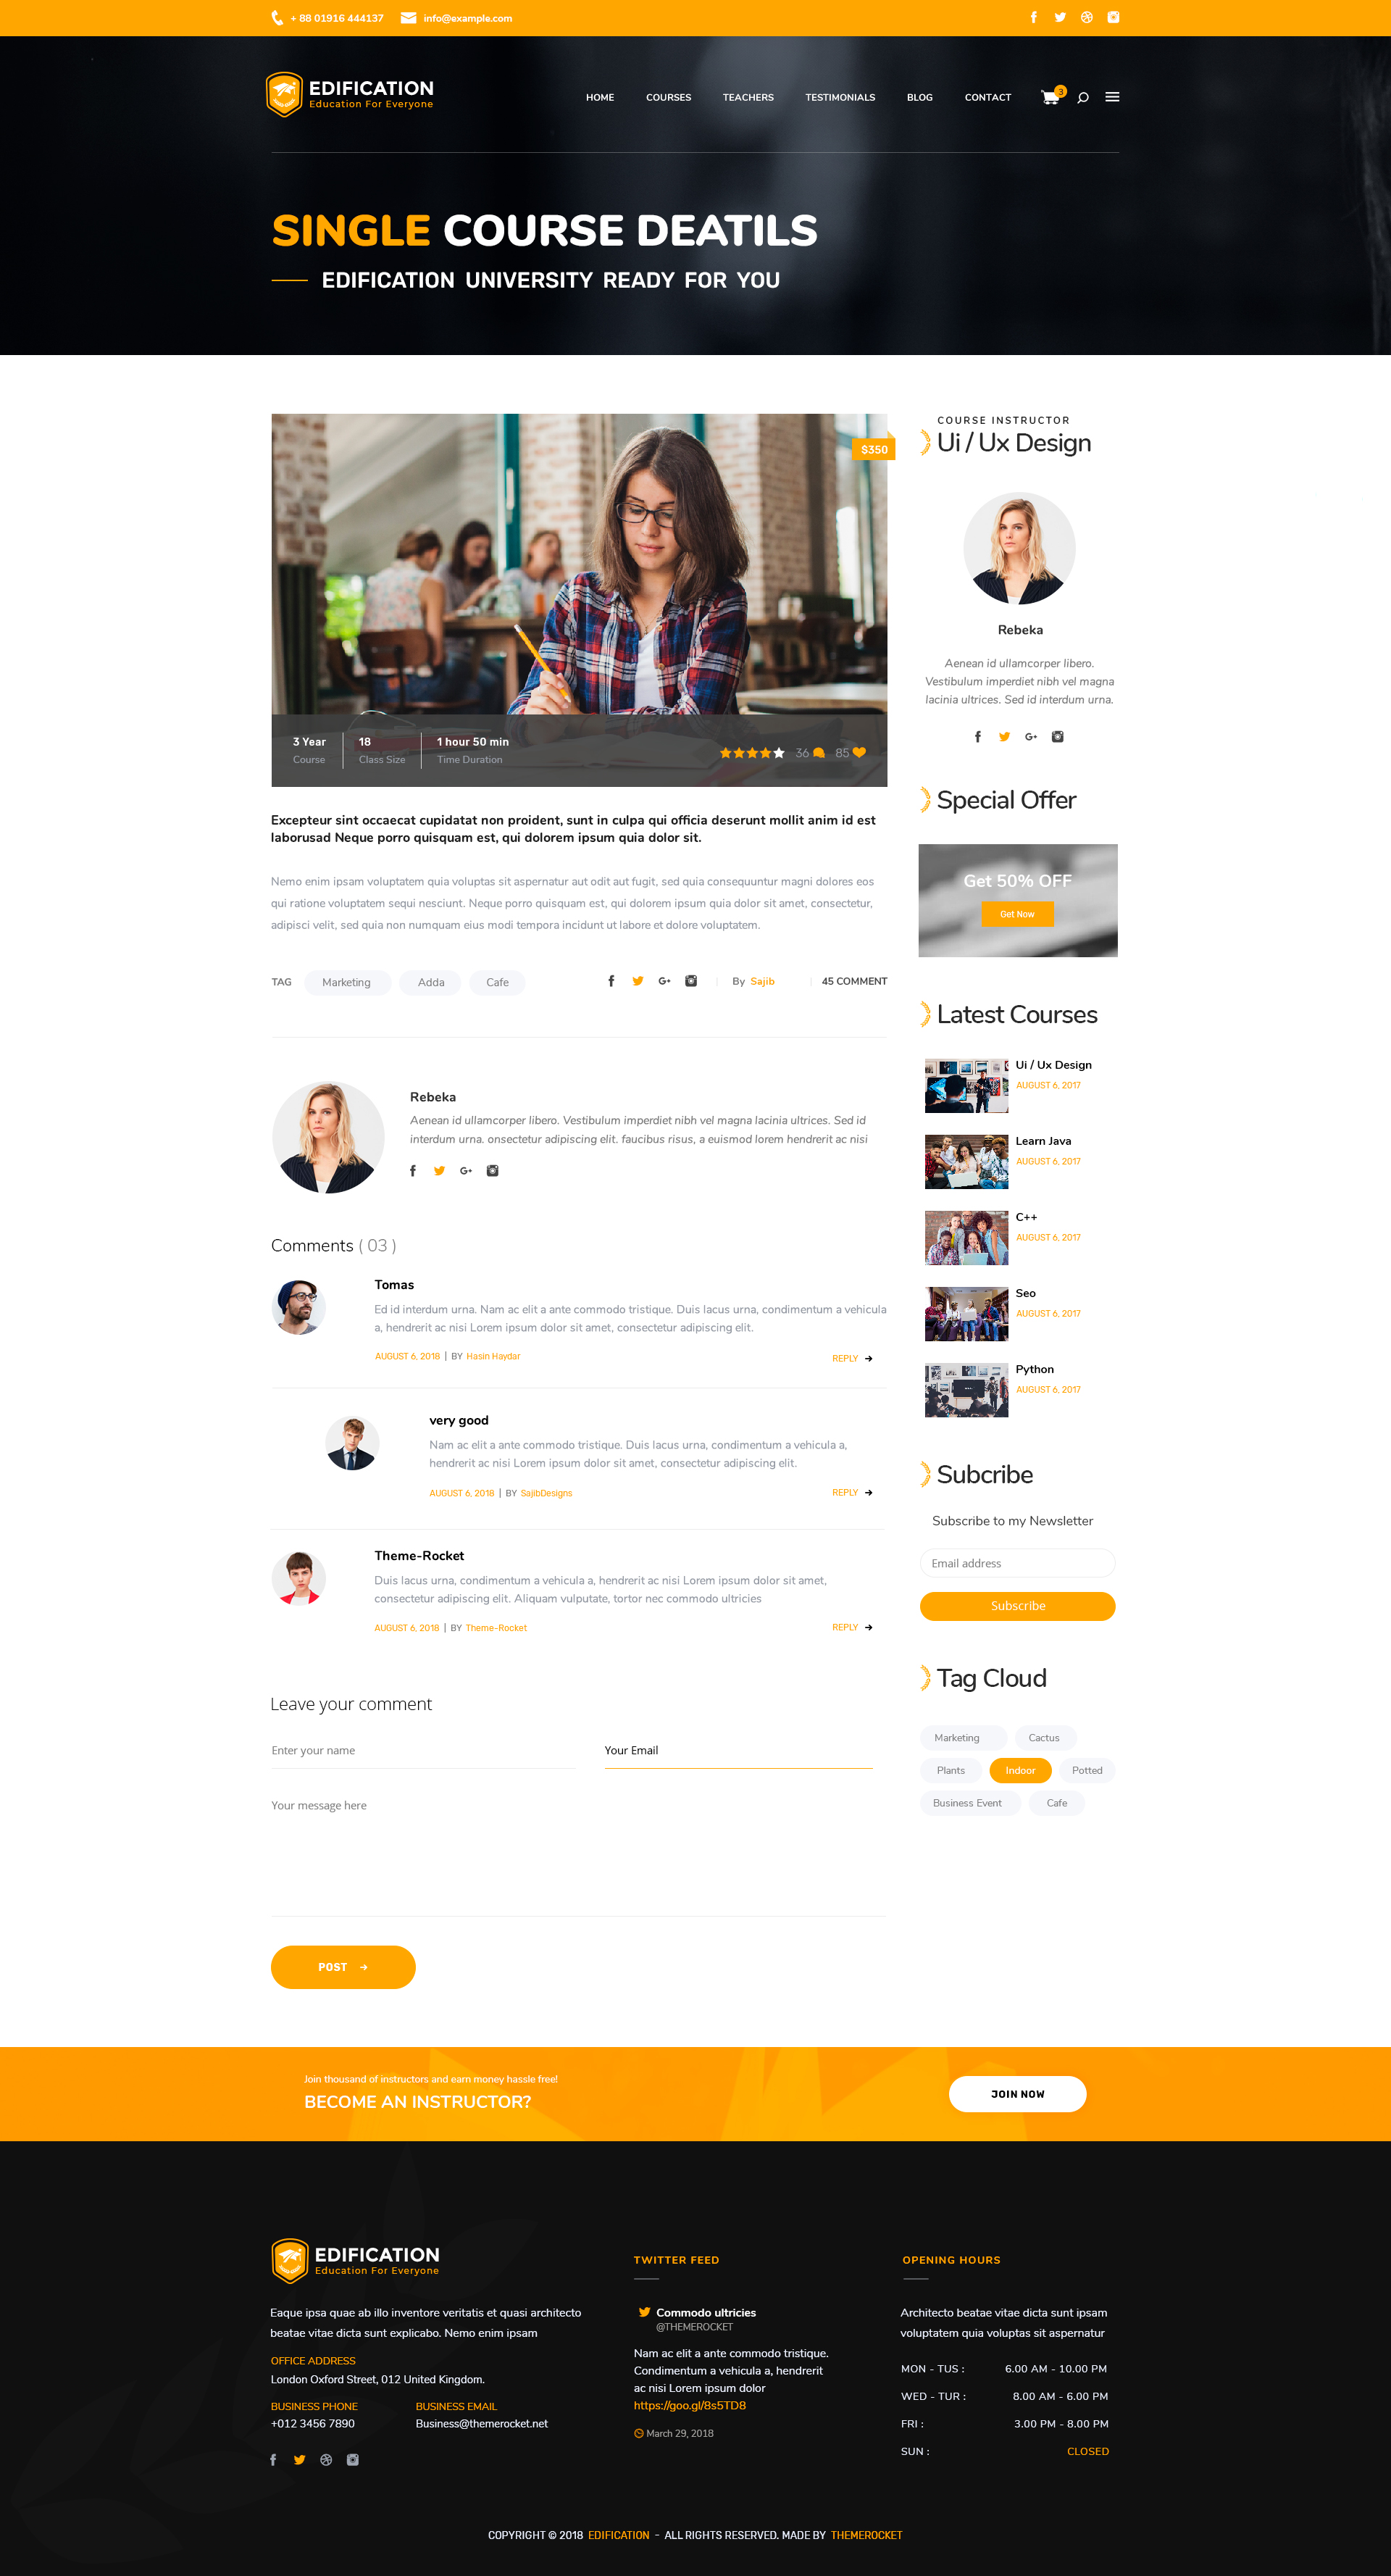 + 88 01916 444137 info@example.com
EDIFICATION
Education For Everyone
HOME COURSES TEACHERS TESTIMONIALS BLOG CONTACT 3
SINGLE COURSE DEATILS
EDIFICATION UNIVERSITY READY FOR YOU
$350
3 Year
Course
18
Class Size
1 hour 50 min
Time Duration
36 85
Excepteur sint occaecat cupidatat non proident, sunt in culpa qui officia deserunt mollit anim id est
laborusad Neque porro quisquam est, qui dolorem ipsum quia dolor sit.
Nemo enim ipsam voluptatem quia voluptas sit aspernatur aut odit aut fugit, sed quia consequuntur magni dolores eos
qui ratione voluptatem sequi nesciunt. Neque porro quisquam est, qui dolorem ipsum quia dolor sit amet, consectetur,
adipisci velit, sed quia non numquam eius modi tempora incidunt ut labore et dolore voluptatem.
TAG Marketing Adda Cafe G+ | By Sajib | 45 COMMENT
Rebeka
Aenean id ullamcorper libero. Vestibulum imperdiet nibh vel magna lacinia ultrices. Sed id
interdum urna. onsectetur adipiscing elit. faucibus risus, a euismod lorem hendrerit ac nisi
G+
Comments ( 03 )
Tomas
Ed id interdum urna. Nam ac elit a ante commodo tristique. Duis lacus urna, condimentum a vehicula
a, hendrerit ac nisi Lorem ipsum dolor sit amet, consectetur adipiscing elit.
AUGUST 6, 2018 | BY Hasin Haydar REPLY
very good
Nam ac elit a ante commodo tristique. Duis lacus urna, condimentum a vehicula a,
hendrerit ac nisi Lorem ipsum dolor sit amet, consectetur adipiscing elit.
AUGUST 6, 2018 | BY SajibDesigns REPLY
Theme-Rocket
Duis lacus urna, condimentum a vehicula a, hendrerit ac nisi Lorem ipsum dolor sit amet,
consectetur adipiscing elit. Aliquam vulputate, tortor nec commodo ultricies
AUGUST 6, 2018 | BY Theme-Rocket REPLY
Leave your comment
Enter your name Your Email
Your message here
POST
COURSE INSTRUCTOR
Ui / Ux Design
Rebeka
Aenean id ullamcorper libero.
Vestibulum imperdiet nibh vel magna
lacinia ultrices. Sed id interdum urna.
G+
Special Offer
Get 50% OFF
Get Now
Latest Courses
Ui / Ux Design
AUGUST 6, 2017
Learn Java
AUGUST 6, 2017
C++
AUGUST 6, 2017
Seo
AUGUST 6, 2017
Python
AUGUST 6, 2017
Subcribe
Subscribe to my Newsletter
Email address
Subscribe
Tag Cloud
Marketing Cactus
Plants Indoor Potted
Business Event Cafe
Join thousand of instructors and earn money hassle free!
BECOME AN INSTRUCTOR?
JOIN NOW
EDIFICATION
Education For Everyone
Eaque ipsa quae ab illo inventore veritatis et quasi architecto
beatae vitae dicta sunt explicabo. Nemo enim ipsam
OFFICE ADDRESS
London Oxford Street, 012 United Kingdom.
BUSINESS PHONE BUSINESS EMAIL
+012 3456 7890 Business@themerocket.net
TWITTER FEED
Commodo ultricies
@THEMEROCKET
Nam ac elit a ante commodo tristique.
Condimentum a vehicula a, hendrerit
ac nisi Lorem ipsum dolor
https://goo.gl/8s5TD8
March 29, 2018
OPENING HOURS
Architecto beatae vitae dicta sunt ipsam
voluptatem quia voluptas sit aspernatur
MON - TUS : 6.00 AM - 10.00 PM
WED - TUR : 8.00 AM - 6.00 PM
FRI : 3.00 PM - 8.00 PM
SUN : CLOSED
COPYRIGHT © 2018 EDIFICATION - ALL RIGHTS RESERVED. MADE BY THEMEROCKET